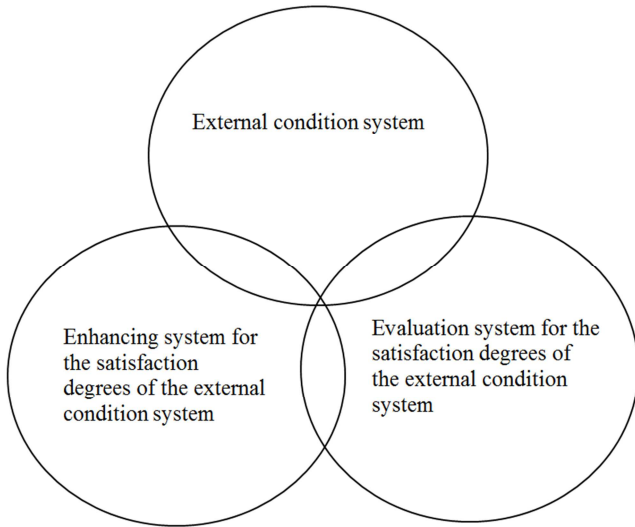 External condition system
Enhancing system for
the satisfaction
degrees of the external
condition system
Evaluation system for the
satisfaction degrees of
the external condition
system